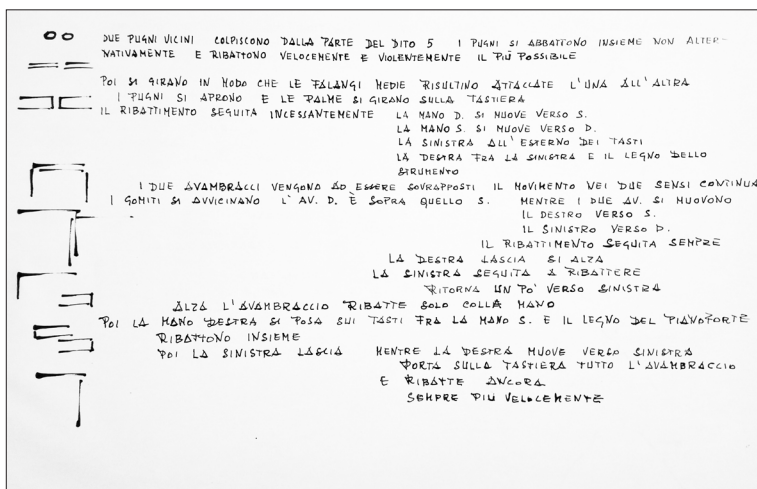 DUE PUGNI VICINI COLPISCONO DALLA PARTE DEL DITO 5 I PUGNI SI ABBATTONO INSIEME NON ALTER-
NATIVAMENTE E RIBATTONO VELOCEMENTE E VIOLENTEMENTE IL PIÙ POSSIBILE
POI SI GIRANO IN MODO CHE LE FALANGI MEDIE RISULTINO ATTACCATE L'UNA ALL'ALTRA
I PUGNI SI APRONO E LE PALME SI GIRANO SULLA TASTIERA
IL RIBATTIMENTO SEGUITA INCESSANTEMENTE LA MANO D. SI MUOVE VERSO S.
LA MANO S. SI MUOVE VERSO D.
LA SINISTRA ALL'ESTERNO DEI TASTI
LA DESTRA FRA LA SINISTRA E IL LEGNO DELLO
STRUMENTO
I DUE AVAMBRACCI VENGONO AD ESSERE SOVRAPPOSTI IL MOVIMENTO NEI DUE SENSI CONTINUA
I GOMITI SI AVVICINANO L'AV. D. È SOPRA QUELLO S. MENTRE I DUE AV. SI MUOVONO
IL DESTRO VERSO S.
IL SINISTRO VERSO D.
IL RIBATTIMENTO SEGUITA SEMPRE
LA DESTRA LASCIA SI ALZA
LA SINISTRA SEGUITA A RIBATTERE
RITORNA UN PO' VERSO SINISTRA
ALZA L'AVAMBRACCIO RIBATTE SOLO COLLA MANO
POI LA MANO DESTRA SI POSA SUI TASTI FRA LA MANO S. E IL LEGNO DEL PIANOFORTE
RIBATTONO INSIEME
POI LA SINISTRA LASCIA MENTRE LA DESTRA MUOVE VERSO SINISTRA
PORTA SULLA TASTIERA TUTTO L'AVAMBRACCIO
E RIBATTE ANCORA
SEMPRE PIÙ VELOCEMENTE